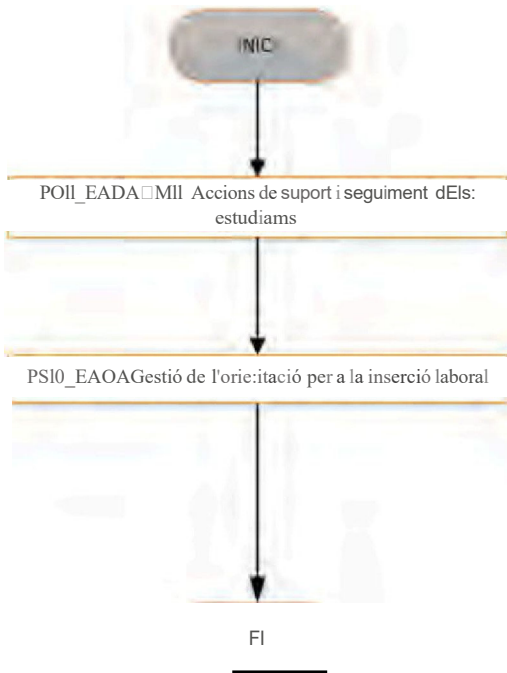 INIC
POll_EADA□Mll Accions de suport i seguiment dEls:
estudiams
PSl0_EAOAGestió de l'orie:itació per a la inserció laboral
FI